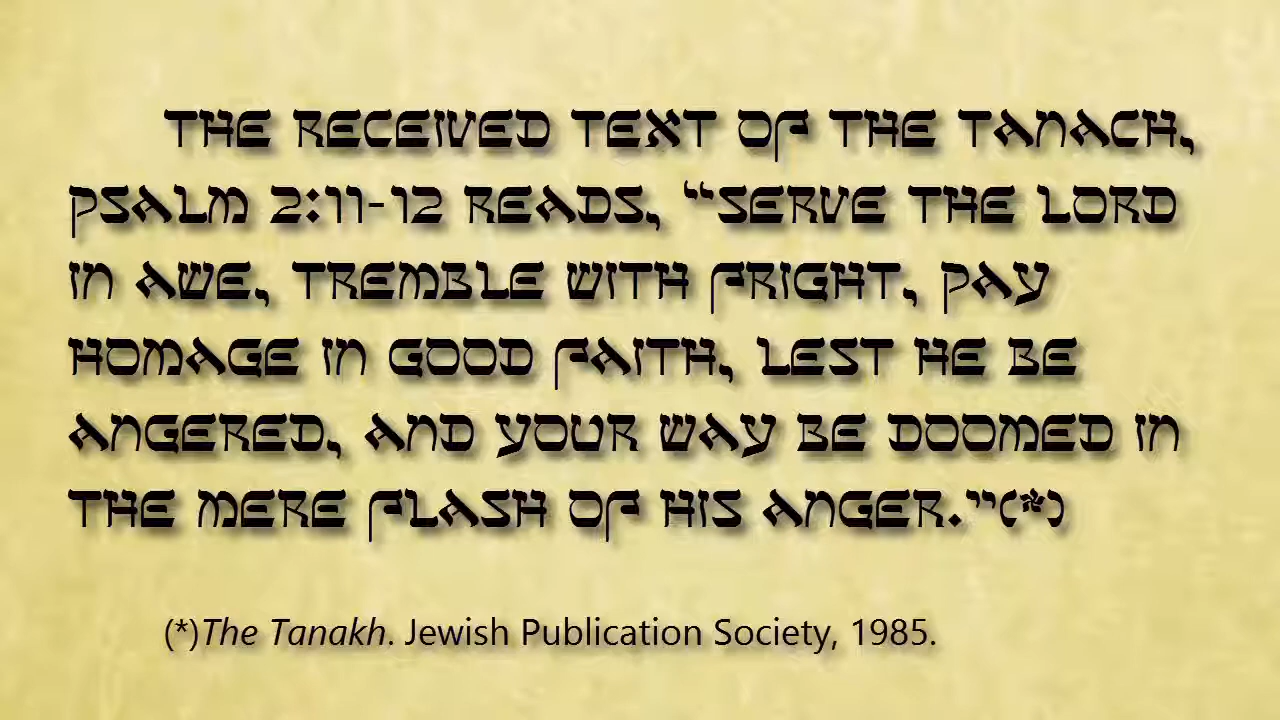 THE RECEIVED TEXT OF THE TANACH,
PSALM 2:11-12 READS, “SERVE THE LORD
IN AWE, TREMBLE WITH FRIGHT, PAY
HOMAGE IN GOOD FAITH, LEST HE BE
ANGERED, AND YOUR WAY BE DOOMED IN
THE MERE FLASH OF HIS ANGER.”(*)
(*)The Tanakh. Jewish Publication Society, 1985.